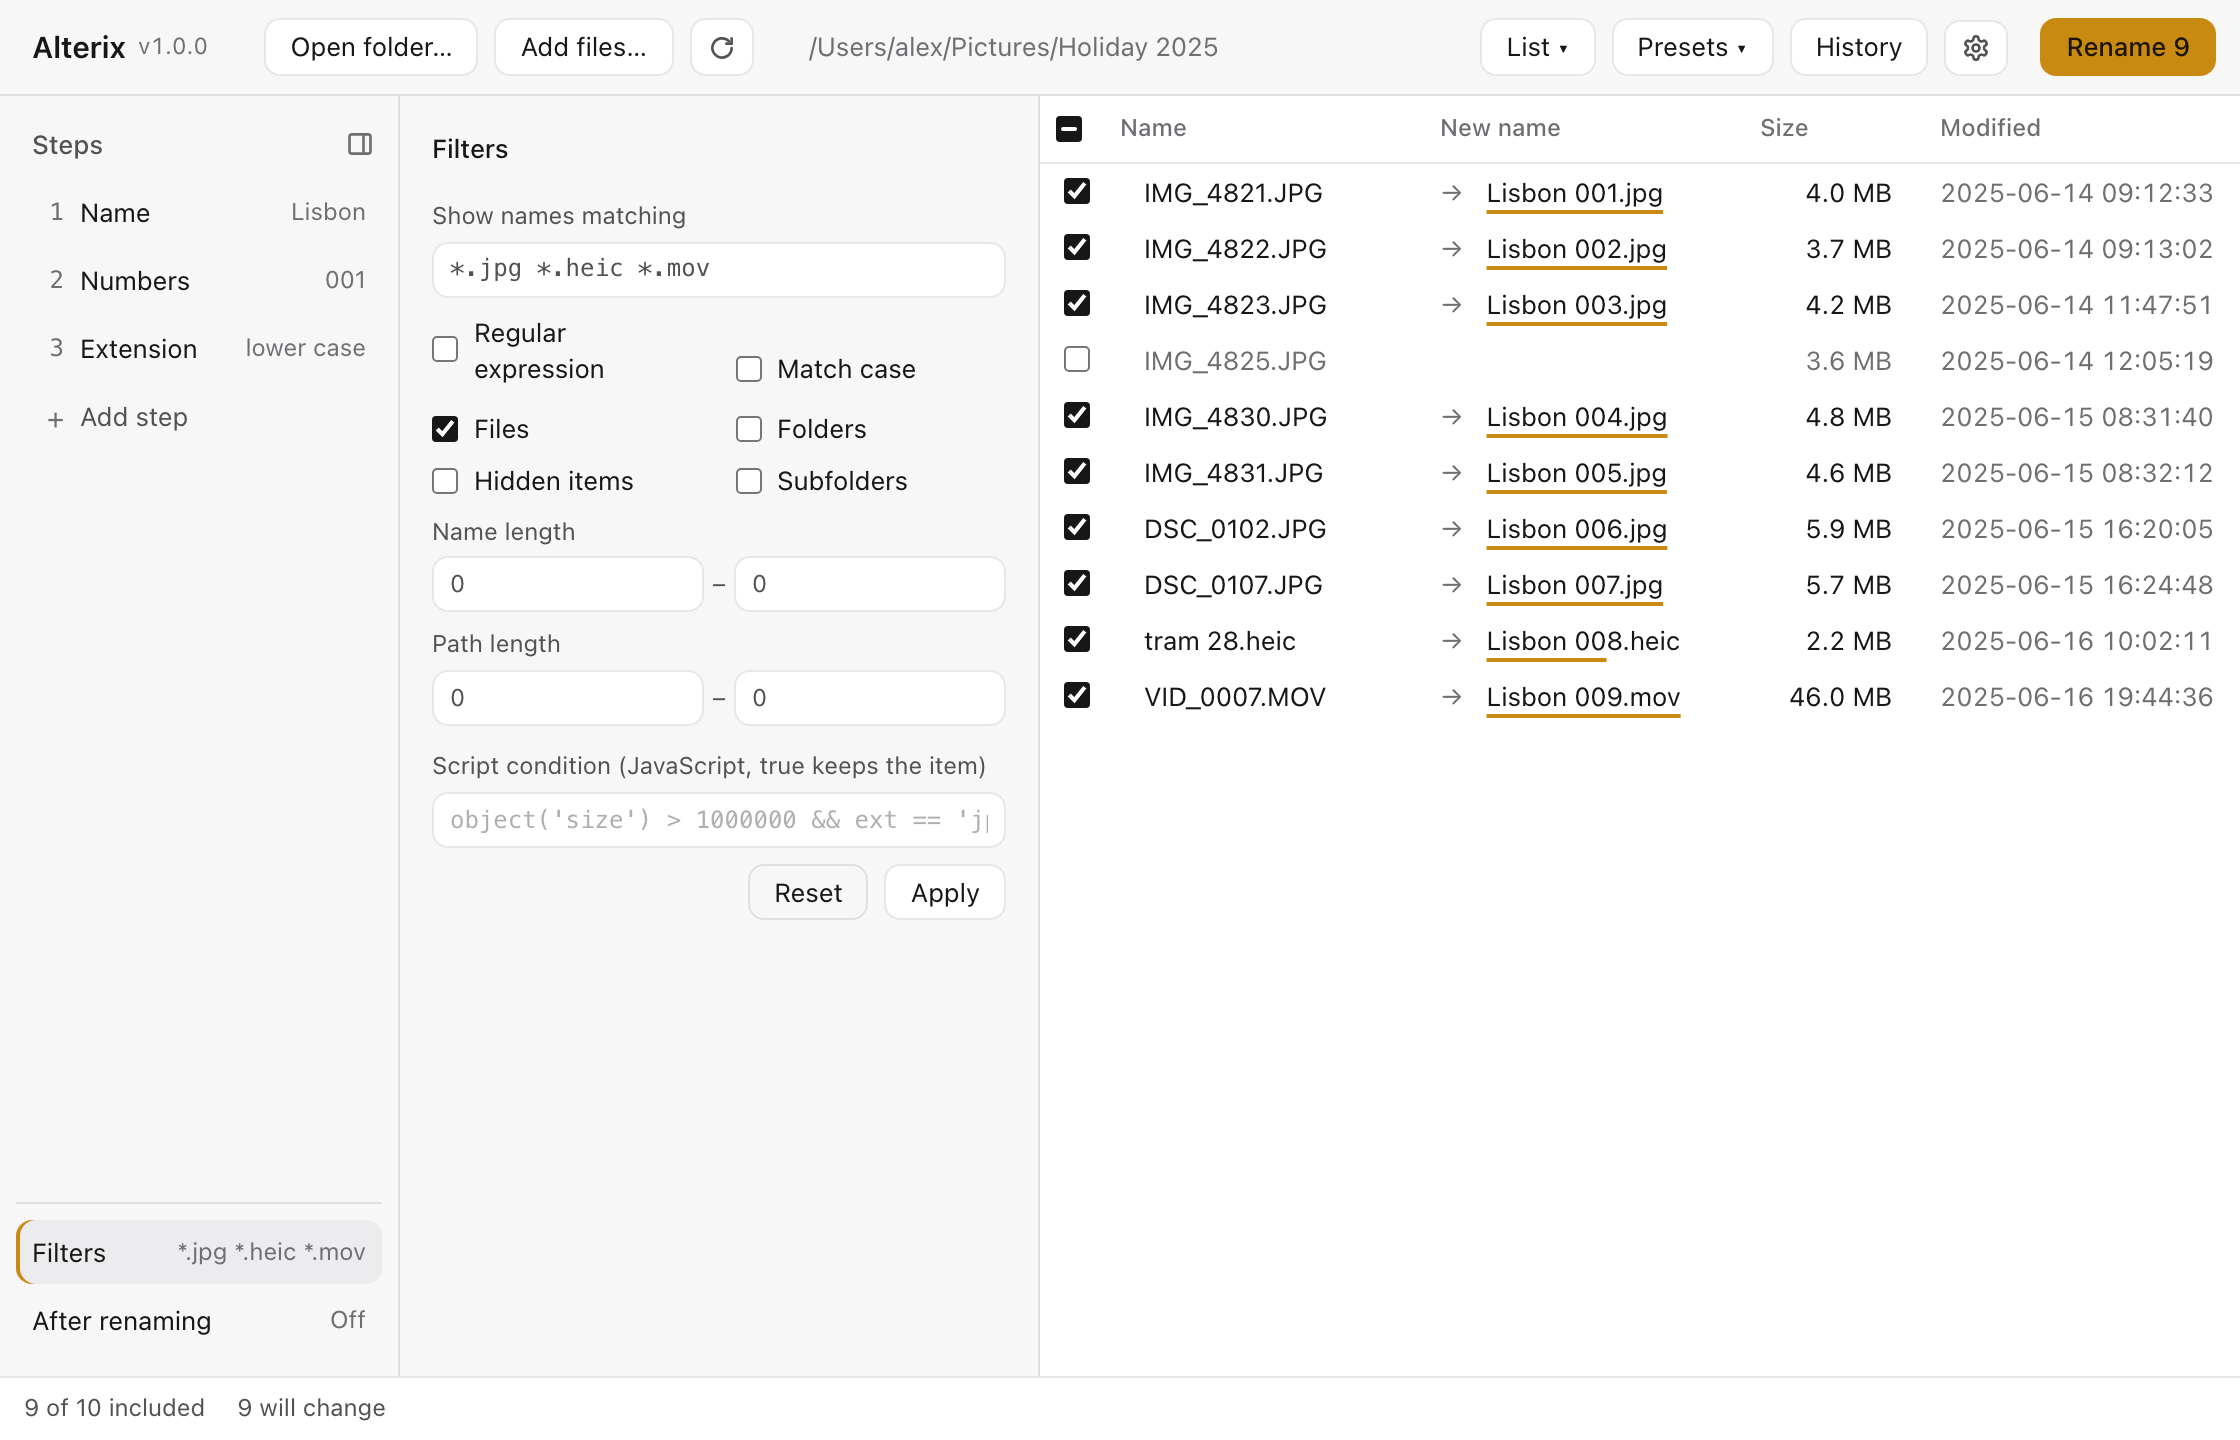 Alterix v1.0.0 Open folder... Add files... /Users/alex/Pictures/Holiday 2025 List ▾ Presets ▾ History Rename 9
Steps
1 Name Lisbon
2 Numbers 001
3 Extension lower case
+ Add step
Filters *.jpg *.heic *.mov
After renaming Off
Filters
Show names matching
*.jpg *.heic *.mov
Regular
expression
Match case
Files Folders
Hidden items Subfolders
Name length
0 – 0
Path length
0 – 0
Script condition (JavaScript, true keeps the item)
object('size') > 1000000 && ext == 'j
Reset Apply
Name New name Size Modified
IMG_4821.JPG → Lisbon 001.jpg 4.0 MB 2025-06-14 09:12:33
IMG_4822.JPG → Lisbon 002.jpg 3.7 MB 2025-06-14 09:13:02
IMG_4823.JPG → Lisbon 003.jpg 4.2 MB 2025-06-14 11:47:51
IMG_4825.JPG 3.6 MB 2025-06-14 12:05:19
IMG_4830.JPG → Lisbon 004.jpg 4.8 MB 2025-06-15 08:31:40
IMG_4831.JPG → Lisbon 005.jpg 4.6 MB 2025-06-15 08:32:12
DSC_0102.JPG → Lisbon 006.jpg 5.9 MB 2025-06-15 16:20:05
DSC_0107.JPG → Lisbon 007.jpg 5.7 MB 2025-06-15 16:24:48
tram 28.heic → Lisbon 008.heic 2.2 MB 2025-06-16 10:02:11
VID_0007.MOV → Lisbon 009.mov 46.0 MB 2025-06-16 19:44:36
9 of 10 included 9 will change